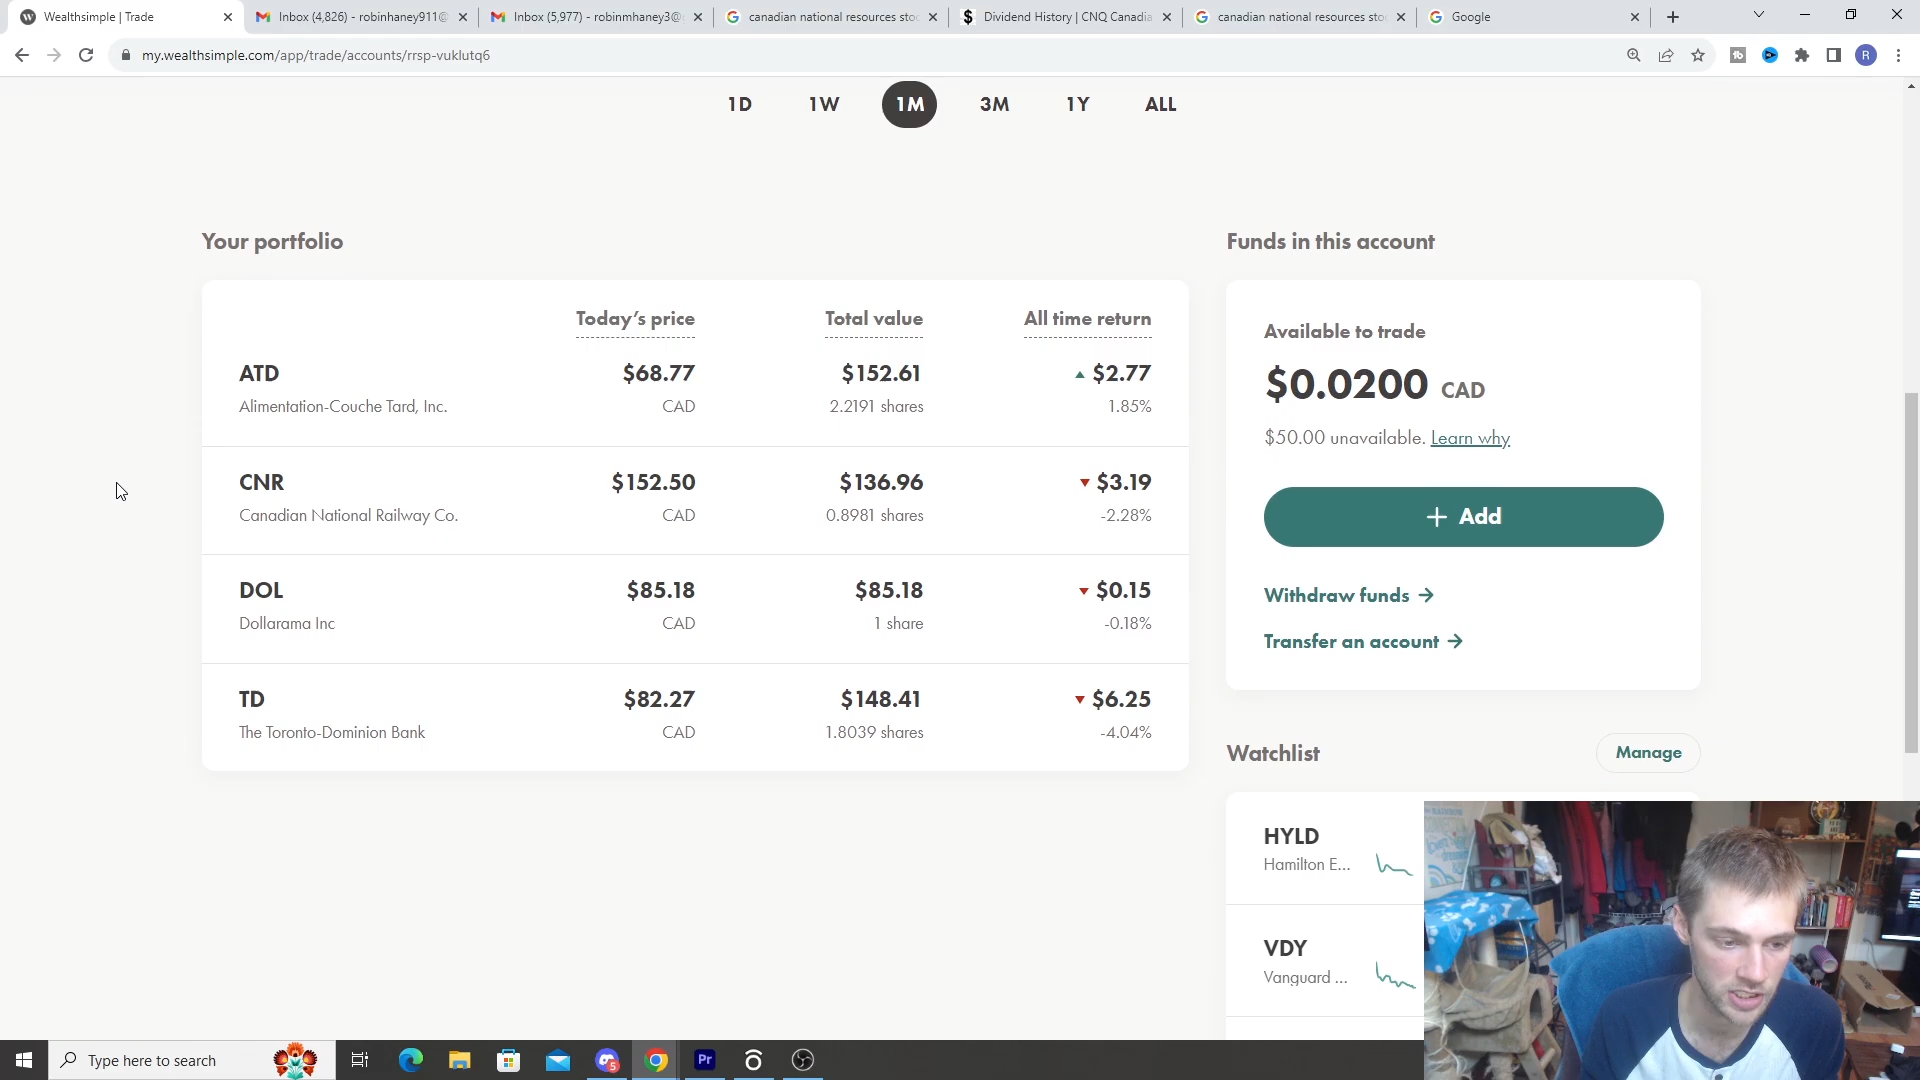 Wealthsimple | Trade
Inbox (4,826) - robinhaney911@
Inbox (5,977) - robinmhaney3@
canadian national resources stoc
Dividend History | CNQ Canadia
canadian national resources sto
Google
my.wealthsimple.com/app/trade/accounts/rrsp-vuklutq6
R
1D 1W 1M 3M 1Y ALL
Your portfolio
Today's price Total value All time return
ATD $68.77 $152.61 $2.77
Alimentation-Couche Tard, Inc. CAD 2.2191 shares 1.85%
CNR $152.50 $136.96 $3.19
Canadian National Railway Co. CAD 0.8981 shares -2.28%
DOL $85.18 $85.18 $0.15
Dollarama Inc CAD 1 share -0.18%
TD $82.27 $148.41 $6.25
The Toronto-Dominion Bank CAD 1.8039 shares -4.04%
Funds in this account
Available to trade
$0.0200 CAD
$50.00 unavailable. Learn why
+ Add
Withdraw funds →
Transfer an account →
Watchlist Manage
HYLD
Hamilton E...
VDY
Vanguard ...
Type here to search
5
Pr